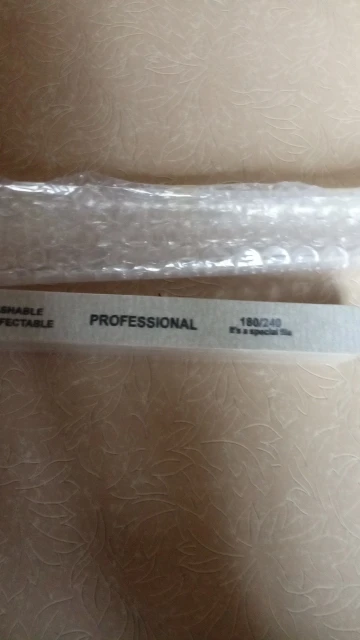 SHABLE
FECTABLE
PROFESSIONAL
180/240
It's a special file